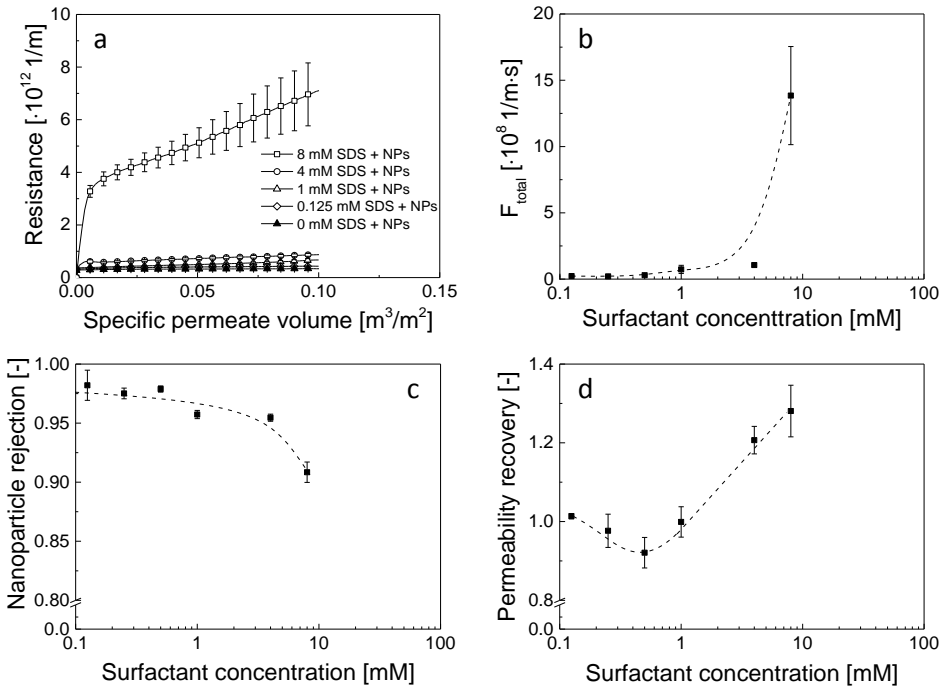 a
Resistance [·10¹² 1/m]
10
8
6
4
2
0
0.00 0.05 0.10 0.15
Specific permeate volume [m³/m²]
8 mM SDS + NPs
4 mM SDS + NPs
1 mM SDS + NPs
0.125 mM SDS + NPs
0 mM SDS + NPs
b
F_total [·10⁸ 1/m·s]
20
15
10
5
0
0.1 1 10 100
Surfactant concenttration [mM]
c
Nanoparticle rejection [-]
1.00
0.95
0.90
0.85
0.80
0.0
0.1 1 10 100
Surfactant concentration [mM]
d
Permeability recovery [-]
1.4
1.2
1.0
0.8
0.0
0.1 1 10 100
Surfactant concentration [mM]